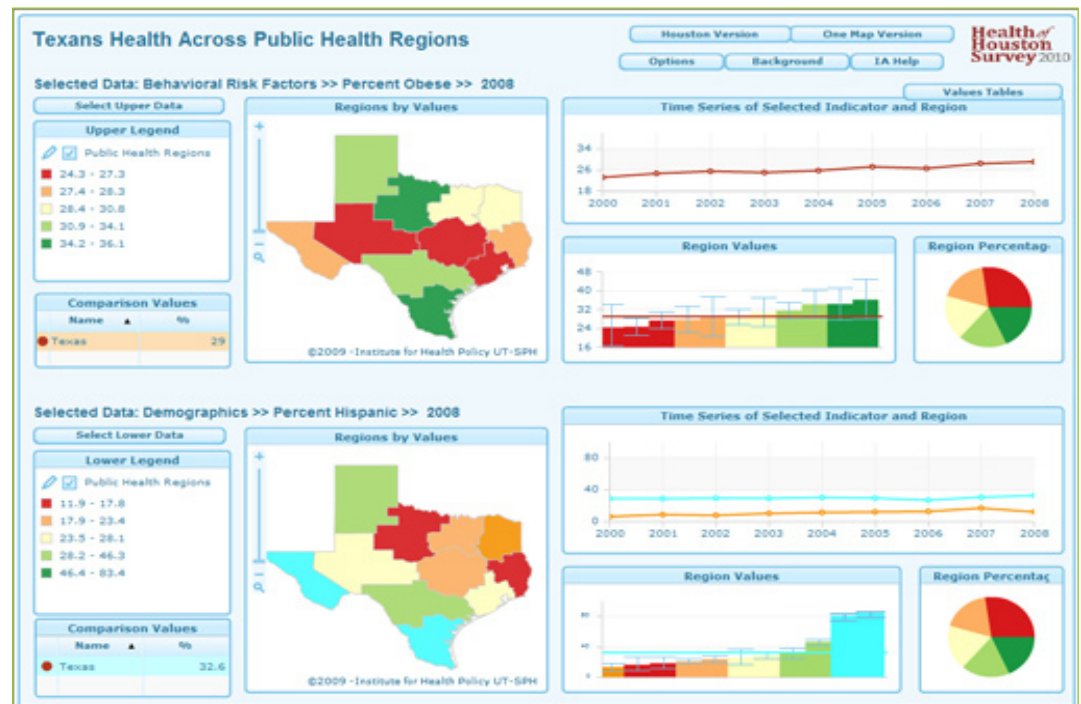 Texans Health Across Public Health Regions
Houston Version
One Map Version
Health of
Houston
Survey 2010
Options
Background
IA Help
Selected Data: Behavioral Risk Factors >> Percent Obese >> 2008
Values Tables
Select Upper Data
Upper Legend
Public Health Regions
24.3 - 27.3
27.4 - 28.3
28.4 - 30.8
30.9 - 34.1
34.2 - 36.1
Comparison Values
Name ▲ %
Texas 29
Regions by Values
+
−
©2009 -Institute for Health Policy UT-SPH
Time Series of Selected Indicator and Region
34
26
18
2000 2001 2002 2003 2004 2005 2006 2007 2008
Region Values
48
40
32
24
16
Region Percentag-
Selected Data: Demographics >> Percent Hispanic >> 2008
Select Lower Data
Lower Legend
Public Health Regions
11.9 - 17.8
17.9 - 23.4
23.5 - 28.1
28.2 - 46.3
46.4 - 83.4
Comparison Values
Name ▲ %
Texas 32.6
Regions by Values
+
−
©2009 -Institute for Health Policy UT-SPH
Time Series of Selected Indicator and Region
80
40
0
2000 2001 2002 2003 2004 2005 2006 2007 2008
Region Values
80
40
0
Region Percentag